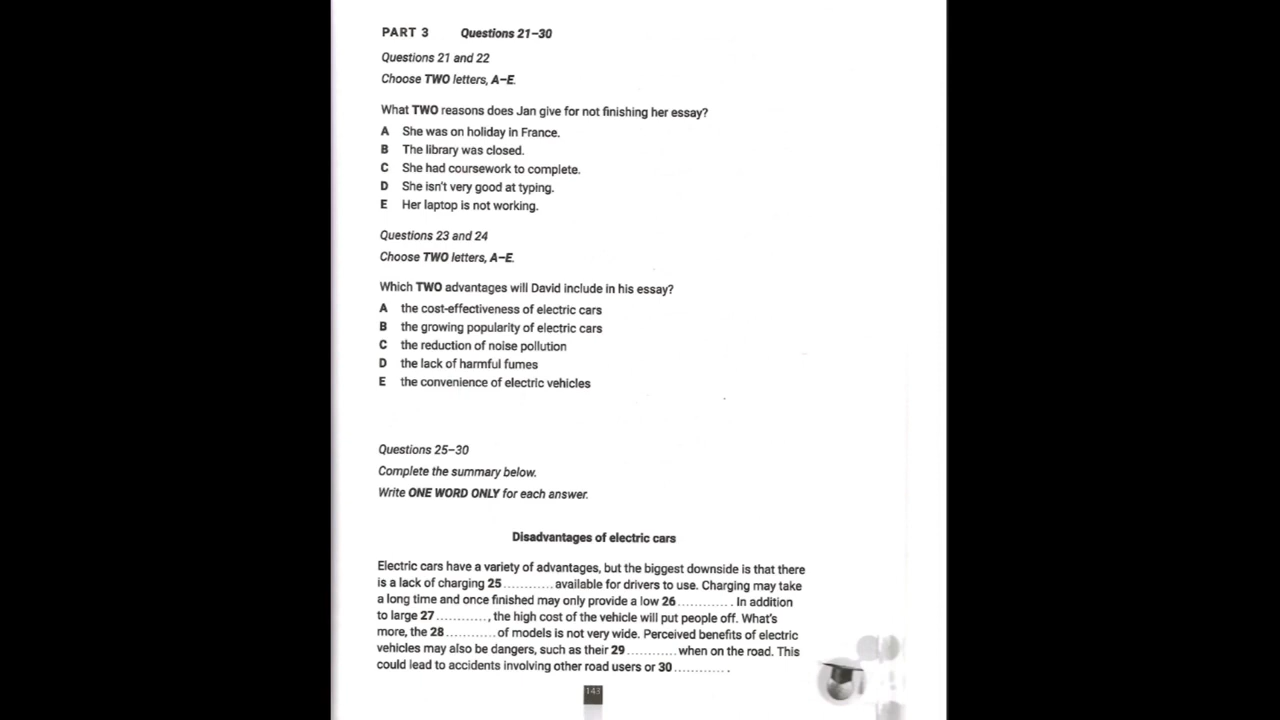 PART 3 Questions 21–30
Questions 21 and 22
Choose TWO letters, A–E.
What TWO reasons does Jan give for not finishing her essay?
A She was on holiday in France.
B The library was closed.
C She had coursework to complete.
D She isn't very good at typing.
E Her laptop is not working.
Questions 23 and 24
Choose TWO letters, A–E.
Which TWO advantages will David include in his essay?
A the cost-effectiveness of electric cars
B the growing popularity of electric cars
C the reduction of noise pollution
D the lack of harmful fumes
E the convenience of electric vehicles
Questions 25–30
Complete the summary below.
Write ONE WORD ONLY for each answer.
Disadvantages of electric cars
Electric cars have a variety of advantages, but the biggest downside is that there
is a lack of charging 25 ............ available for drivers to use. Charging may take
a long time and once finished may only provide a low 26 ............. . In addition
to large 27 ............, the high cost of the vehicle will put people off. What's
more, the 28 ............ of models is not very wide. Perceived benefits of electric
vehicles may also be dangers, such as their 29 ............ when on the road. This
could lead to accidents involving other road users or 30 ............. .
143